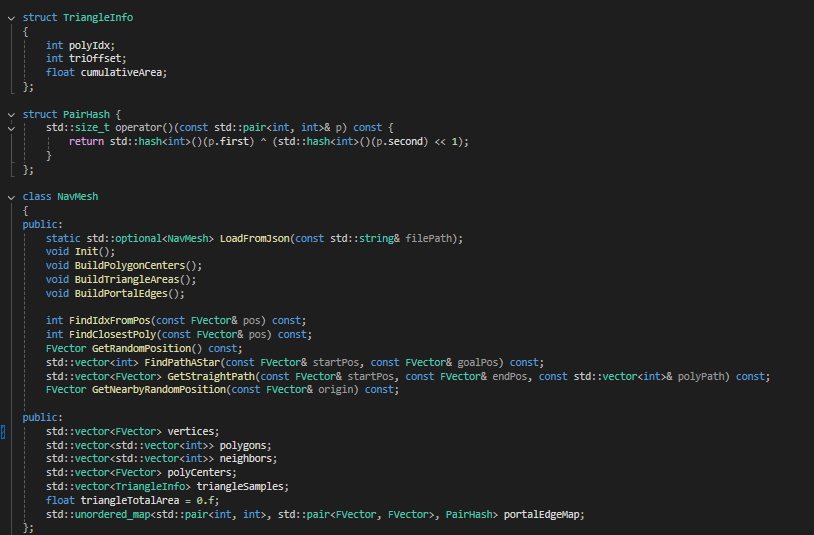 struct TriangleInfo
{
    int polyIdx;
    int triOffset;
    float cumulativeArea;
};

struct PairHash {
    std::size_t operator()(const std::pair<int, int>& p) const {
        return std::hash<int>()(p.first) ^ (std::hash<int>()(p.second) << 1);
    }
};

class NavMesh
{
public:
    static std::optional<NavMesh> LoadFromJson(const std::string& filePath);
    void Init();
    void BuildPolygonCenters();
    void BuildTriangleAreas();
    void BuildPortalEdges();

    int FindIdxFromPos(const FVector& pos) const;
    int FindClosestPoly(const FVector& pos) const;
    FVector GetRandomPosition() const;
    std::vector<int> FindPathAStar(const FVector& startPos, const FVector& goalPos) const;
    std::vector<FVector> GetStraightPath(const FVector& startPos, const FVector& endPos, const std::vector<int>& polyPath) const;
    FVector GetNearbyRandomPosition(const FVector& origin) const;

public:
    std::vector<FVector> vertices;
    std::vector<std::vector<int>> polygons;
    std::vector<std::vector<int>> neighbors;
    std::vector<FVector> polyCenters;
    std::vector<TriangleInfo> triangleSamples;
    float triangleTotalArea = 0.f;
    std::unordered_map<std::pair<int, int>, std::pair<FVector, FVector>, PairHash> portalEdgeMap;
};